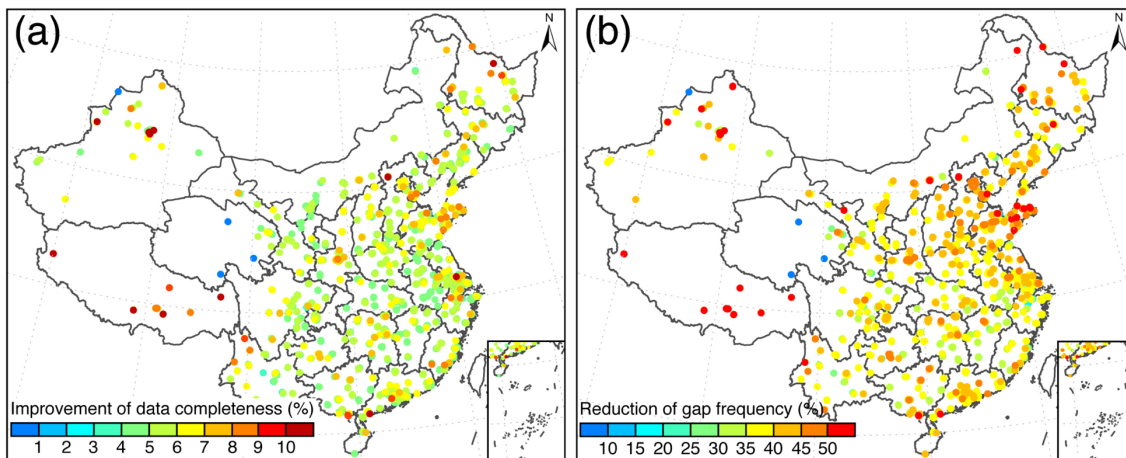 (a)
N
Improvement of data completeness (%)
1 2 3 4 5 6 7 8 9 10
(b)
N
Reduction of gap frequency (%)
10 15 20 25 30 35 40 45 50